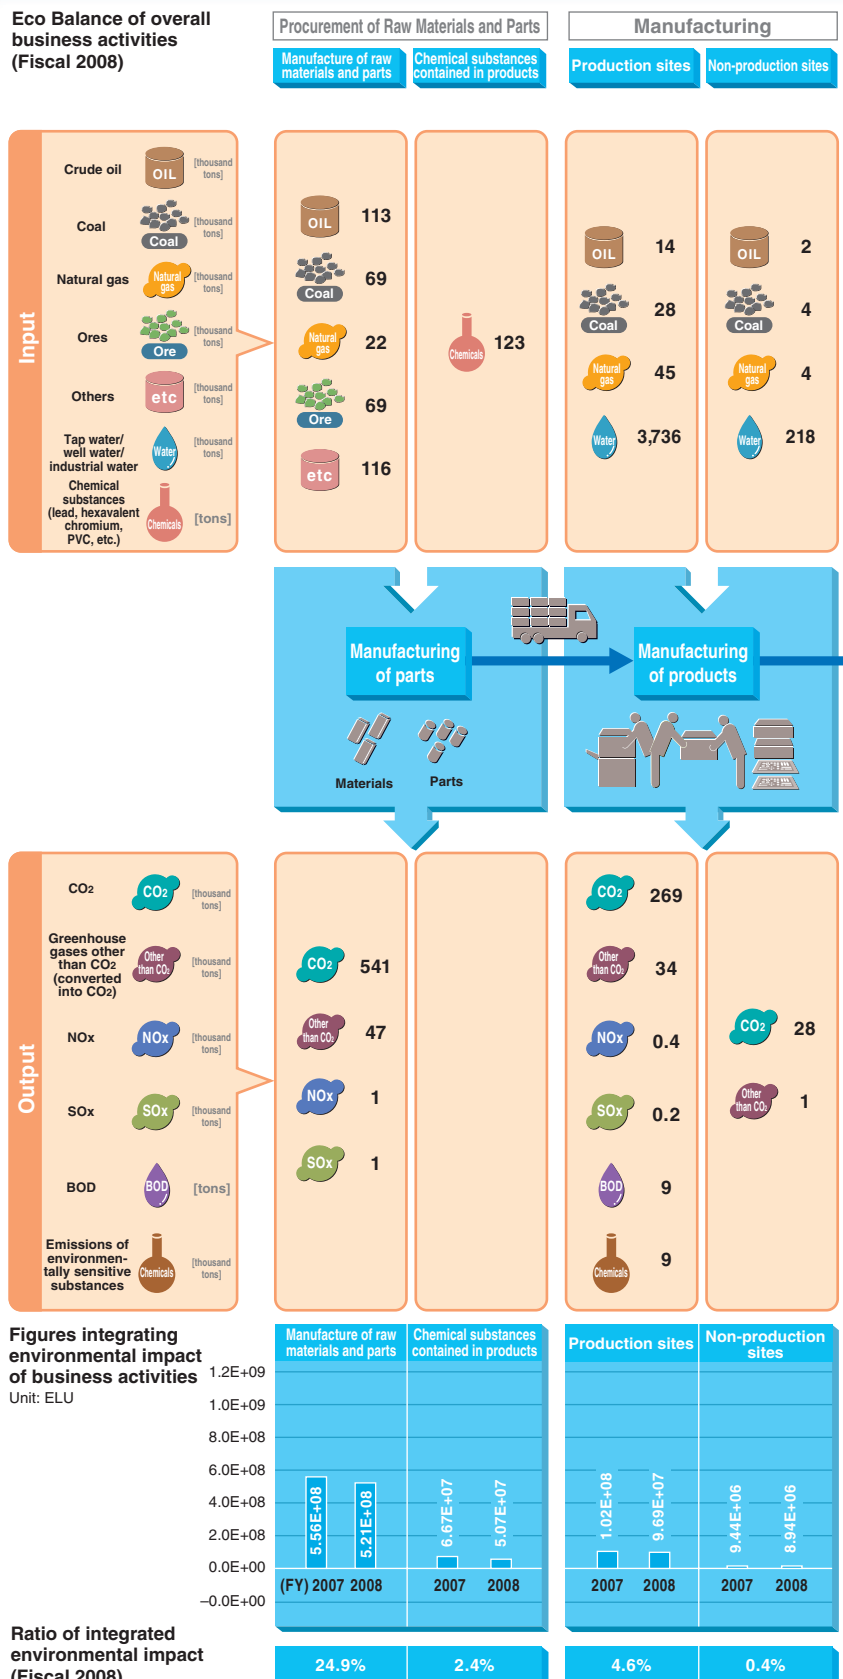 Eco Balance of overall
business activities
(Fiscal 2008)
Procurement of Raw Materials and Parts
Manufacturing
Manufacture of raw
materials and parts
Chemical substances
contained in products
Production sites
Non-production sites
Input
Crude oil
OIL
[thousand
tons]
Coal
Coal
[thousand
tons]
Natural gas
Natural
gas
[thousand
tons]
Ores
Ore
[thousand
tons]
Others
etc
[thousand
tons]
Tap water/
well water/
industrial water
Water
[thousand
tons]
Chemical
substances
(lead, hexavalent
chromium,
PVC, etc.)
Chemicals
[tons]
OIL 113
Coal 69
Natural
gas 22
Ore 69
etc 116
Chemicals 123
OIL 14
Coal 28
Natural
gas 45
Water 3,736
OIL 2
Coal 4
Natural
gas 4
Water 218
Manufacturing
of parts
Materials
Parts
Manufacturing
of products
Output
CO2
CO2
[thousand
tons]
Greenhouse
gases other
than CO2
(converted
into CO2)
Other
than CO2
[thousand
tons]
NOx
NOx
[thousand
tons]
SOx
SOx
[thousand
tons]
BOD
BOD
[tons]
Emissions of
environmen-
tally sensitive
substances
Chemicals
[thousand
tons]
CO2 541
Other
than CO2 47
NOx 1
SOx 1
CO2 269
Other
than CO2 34
NOx 0.4
SOx 0.2
BOD 9
Chemicals 9
CO2 28
Other
than CO2 1
Figures integrating
environmental impact
of business activities
Unit: ELU
Manufacture of raw
materials and parts
Chemical substances
contained in products
Production sites
Non-production
sites
1.2E+09
1.0E+09
8.0E+08
6.0E+08
4.0E+08
2.0E+08
0.0E+00
–0.0E+00
5.56E+08
5.21E+08
6.67E+07
5.07E+07
1.02E+08
9.69E+07
9.44E+06
8.94E+06
(FY) 2007 2008
2007 2008
2007 2008
2007 2008
Ratio of integrated
environmental impact
(Fiscal 2008)
24.9%
2.4%
4.6%
0.4%